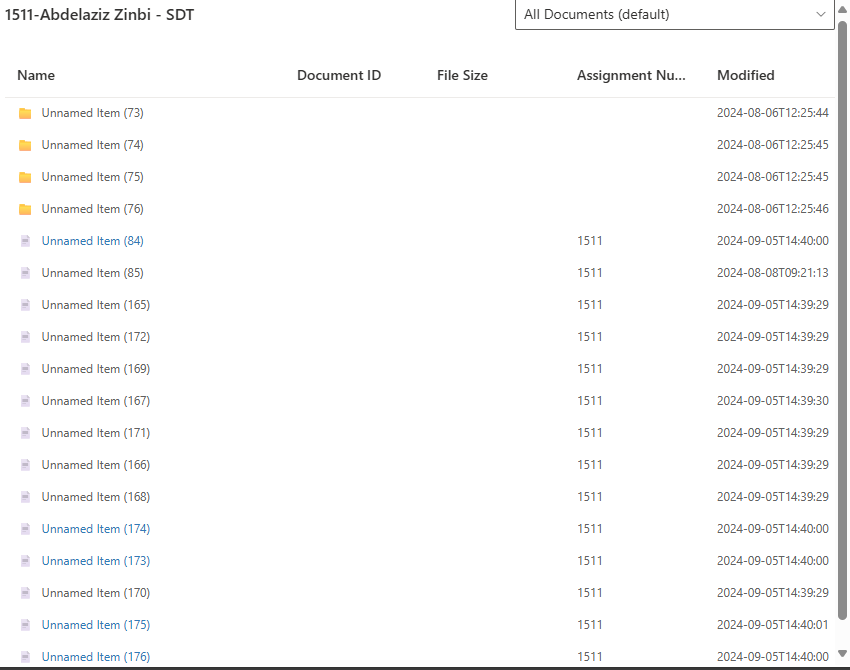 1511-Abdelaziz Zinbi - SDT
All Documents (default)
Name Document ID File Size Assignment Nu... Modified
Unnamed Item (73) 2024-08-06T12:25:44
Unnamed Item (74) 2024-08-06T12:25:45
Unnamed Item (75) 2024-08-06T12:25:45
Unnamed Item (76) 2024-08-06T12:25:46
Unnamed Item (84) 1511 2024-09-05T14:40:00
Unnamed Item (85) 1511 2024-08-08T09:21:13
Unnamed Item (165) 1511 2024-09-05T14:39:29
Unnamed Item (172) 1511 2024-09-05T14:39:29
Unnamed Item (169) 1511 2024-09-05T14:39:29
Unnamed Item (167) 1511 2024-09-05T14:39:30
Unnamed Item (171) 1511 2024-09-05T14:39:29
Unnamed Item (166) 1511 2024-09-05T14:39:29
Unnamed Item (168) 1511 2024-09-05T14:39:29
Unnamed Item (174) 1511 2024-09-05T14:40:00
Unnamed Item (173) 1511 2024-09-05T14:40:00
Unnamed Item (170) 1511 2024-09-05T14:39:29
Unnamed Item (175) 1511 2024-09-05T14:40:01
Unnamed Item (176) 1511 2024-09-05T14:40:00